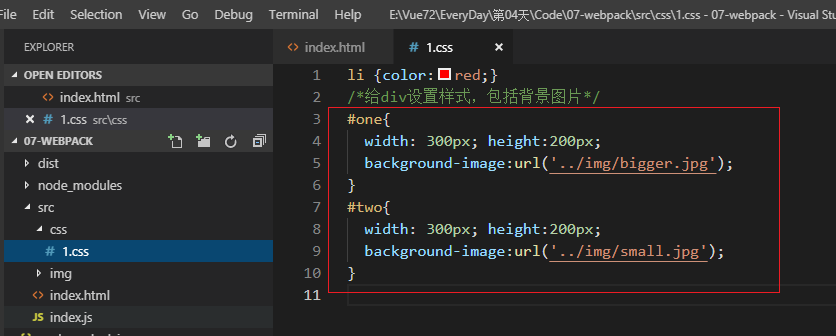 File Edit Selection View Go Debug Terminal Help E:\Vue72\EveryDay\第04天\Code\07-webpack\src\css\1.css - 07-webpack - Visual Stu
EXPLORER
OPEN EDITORS
index.html src
1.css src\css
07-WEBPACK
dist
node_modules
src
css
1.css
img
index.html
index.js
index.html
1.css
1 li {color: red;}
2 /*给div设置样式，包括背景图片*/
3 #one{
4 width: 300px; height:200px;
5 background-image:url('../img/bigger.jpg');
6 }
7 #two{
8 width: 300px; height:200px;
9 background-image:url('../img/small.jpg');
10 }
11